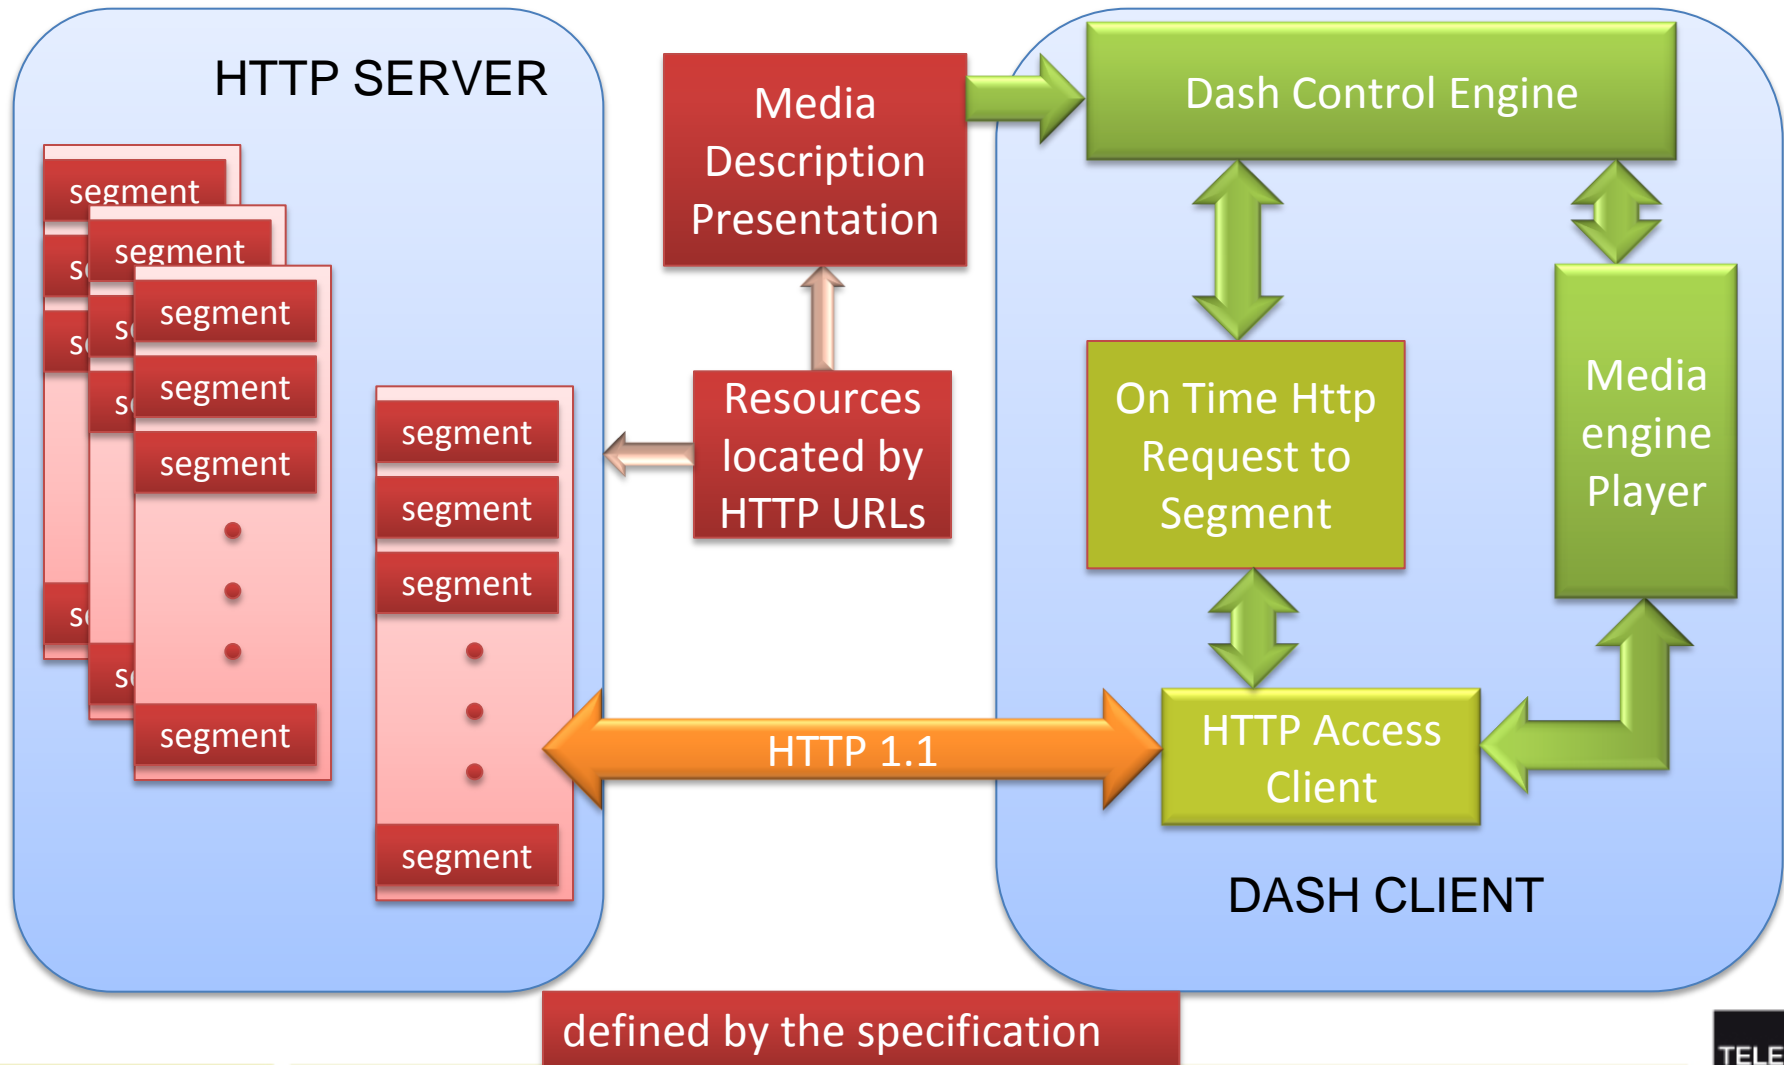 HTTP SERVER
segment
segment
segment
segment
segment
segment
segment
segment
segment
segment
Media
Description
Presentation
Resources
located by
HTTP URLs
HTTP 1.1
Dash Control Engine
On Time Http
Request to
Segment
Media
engine
Player
HTTP Access
Client
DASH CLIENT
defined by the specification
TELE